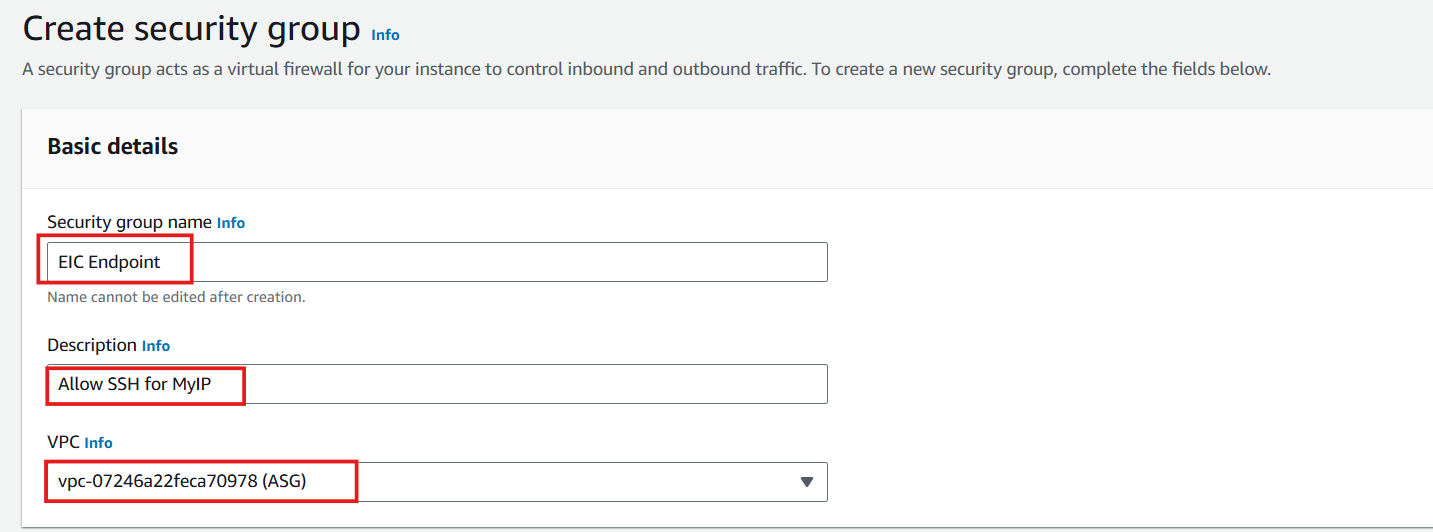 Create security group Info
A security group acts as a virtual firewall for your instance to control inbound and outbound traffic. To create a new security group, complete the fields below.
Basic details
Security group name Info
EIC Endpoint
Name cannot be edited after creation.
Description Info
Allow SSH for MyIP
VPC Info
vpc-07246a22feca70978 (ASG)